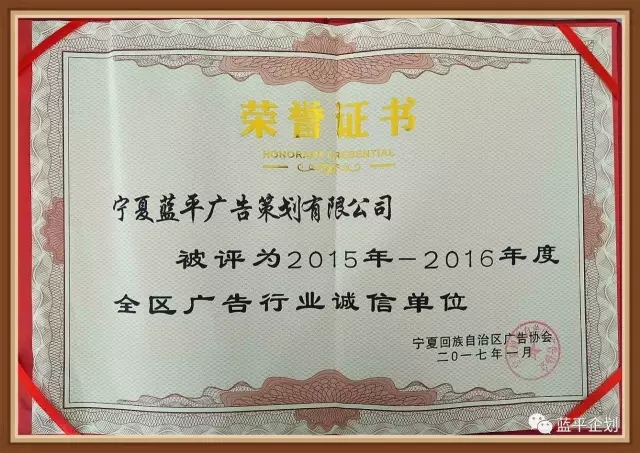 荣誉证书
HONORARY CREDENTIAL
宁夏蓝平广告策划有限公司
被评为2015年-2016年度
全区广告行业诚信单位
宁夏回族自治区广告协会
二〇一七年一月
蓝平企划